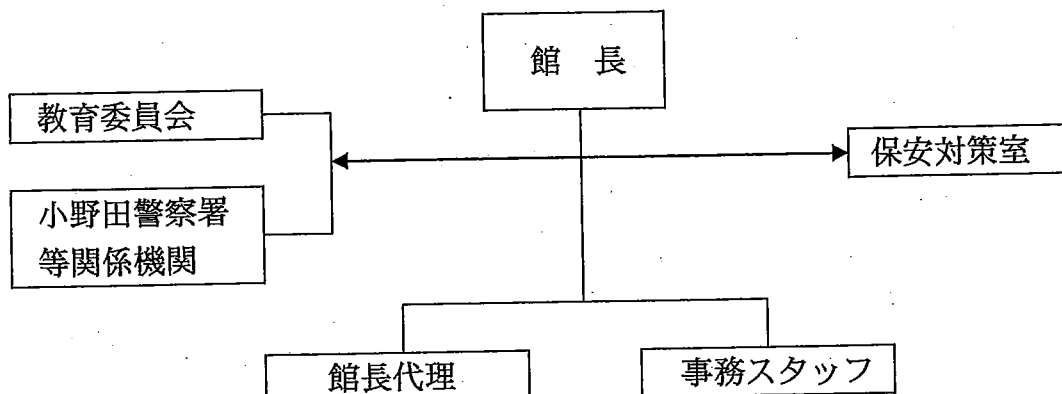 館 長
教育委員会
保安対策室
小野田警察署
等関係機関
館長代理
事務スタッフ